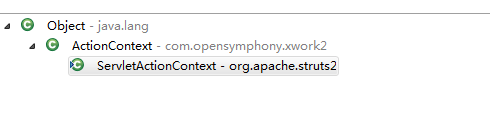 Object - java.lang
ActionContext - com.opensymphony.xwork2
ServletActionContext - org.apache.struts2